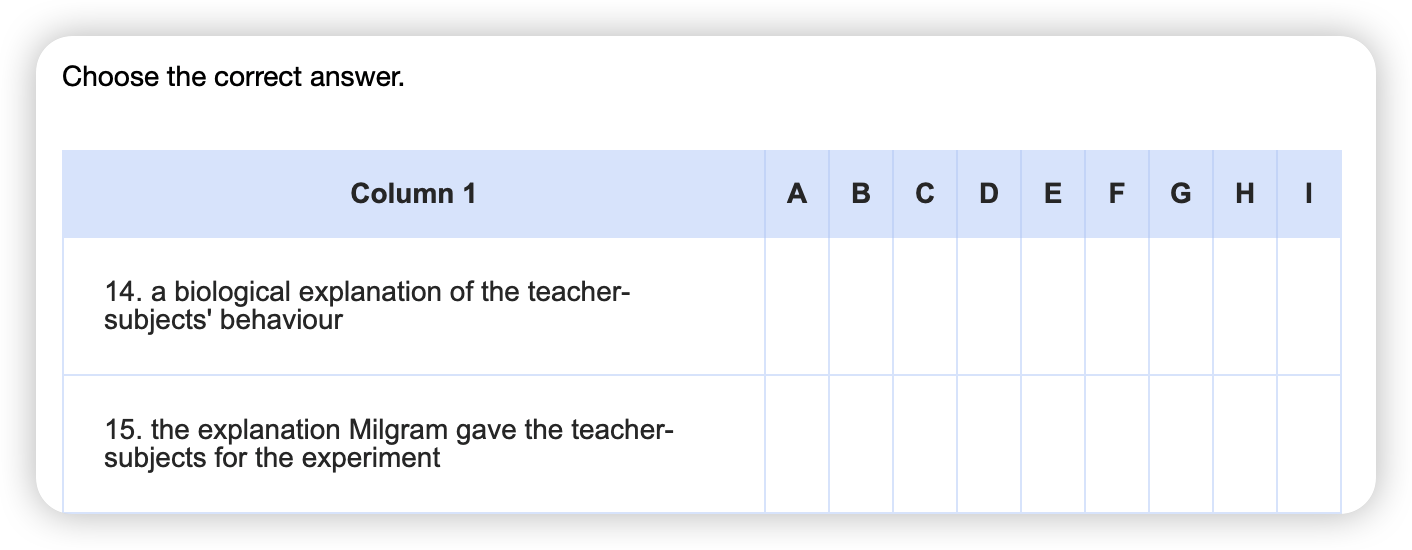 Choose the correct answer.
Column 1 A B C D E F G H I
14. a biological explanation of the teacher-
subjects' behaviour
15. the explanation Milgram gave the teacher-
subjects for the experiment